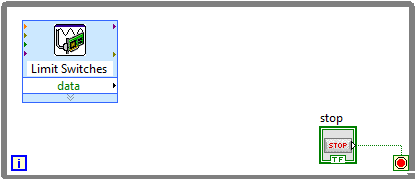 Limit Switches
data
stop
STOP
TF
i